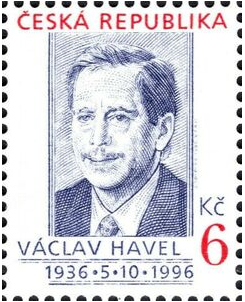 ČESKÁ REPUBLIKA
Kč
6
VÁCLAV HAVEL
1936•5•10•1996